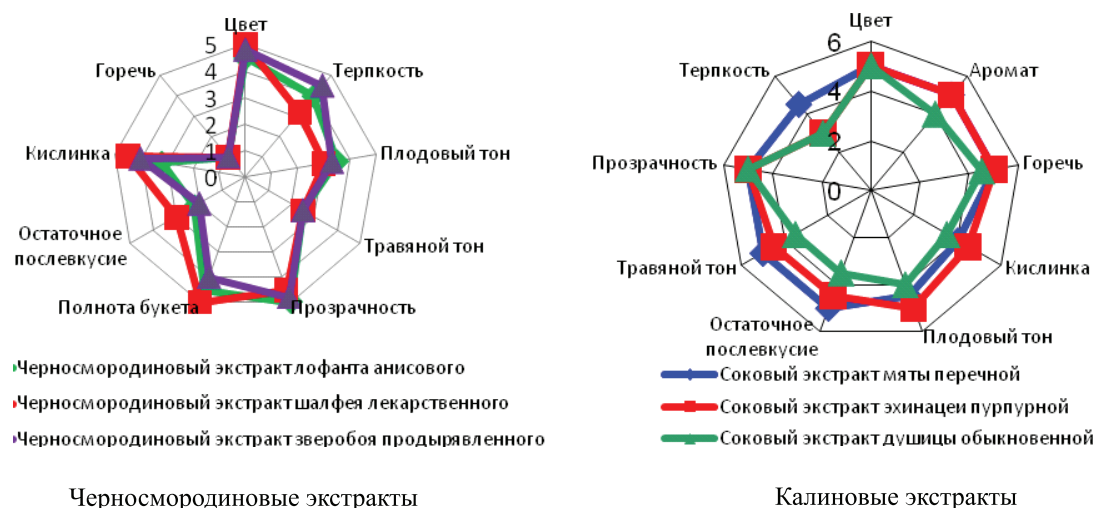 Цвет
5
4
3
2
1
0
Терпкость
Плодовый тон
Травяной тон
Прозрачность
Полнота букета
Остаточное
послевкусие
Кислинка
Горечь
Черносмородиновый экстракт лофанта анисового
Черносмородиновый экстракт шалфея лекарственного
Черносмородиновый экстракт зверобоя продырявленного
Черносмородиновые экстракты
Цвет
6
4
2
0
Аромат
Горечь
Кислинка
Плодовый тон
Остаточное
послевкусие
Травяной тон
Прозрачность
Терпкость
Соковый экстракт мяты перечной
Соковый экстракт эхинацеи пурпурной
Соковый экстракт душицы обыкновенной
Калиновые экстракты